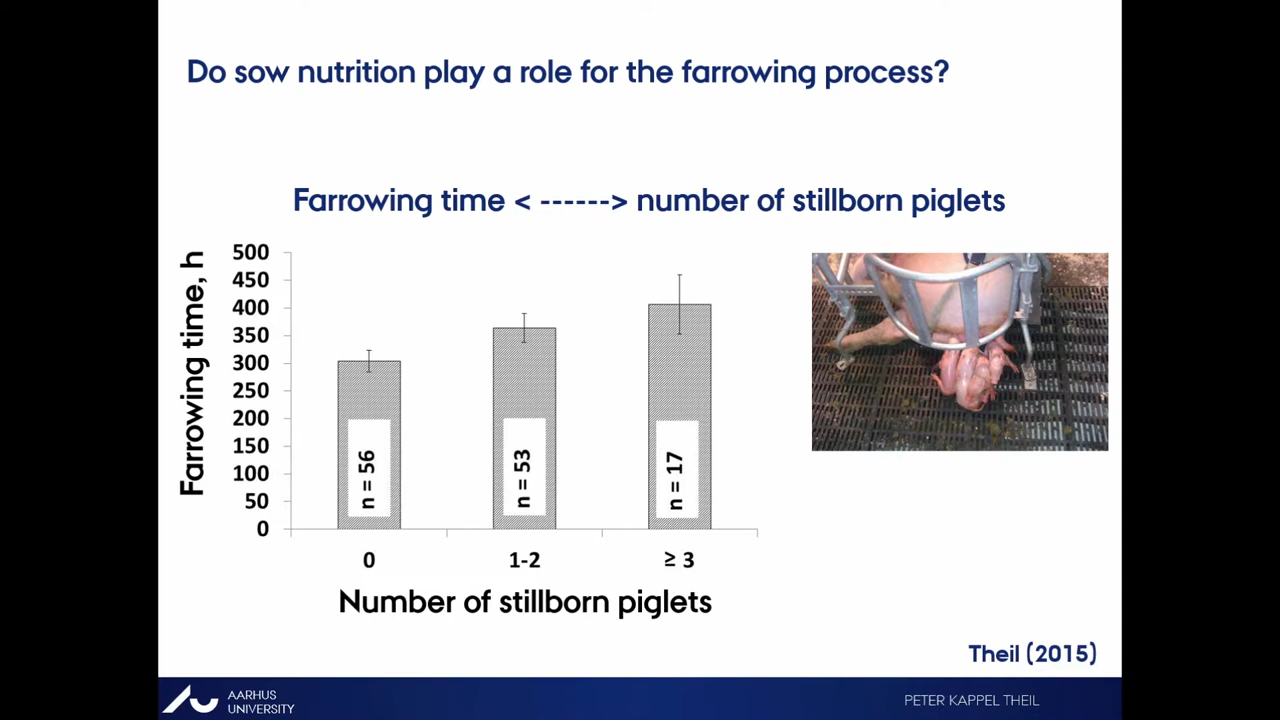 Do sow nutrition play a role for the farrowing process?
Farrowing time < ------> number of stillborn piglets
Farrowing time, h
500
450
400
350
300
250
200
150
100
50
0
n = 56
n = 53
n = 17
0
1-2
≥ 3
Number of stillborn piglets
Theil (2015)
AARHUS
UNIVERSITY
PETER KAPPEL THEIL